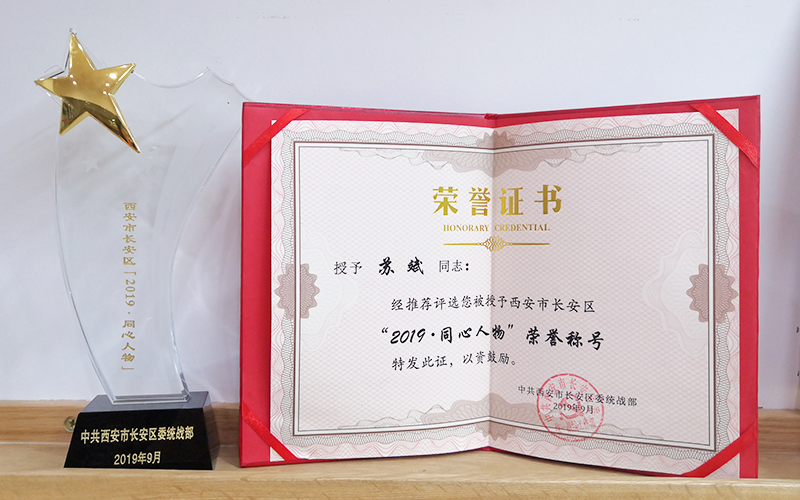 西安市长安区「2019·同心人物」
中共西安市长安区委统战部
2019年9月
荣誉证书
HONORARY CREDENTIAL
授予 苏斌 同志：
经推荐评选您被授予西安市长安区
“2019·同心人物”荣誉称号
特发此证，以资鼓励。
中共西安市长安区委统战部
2019年9月